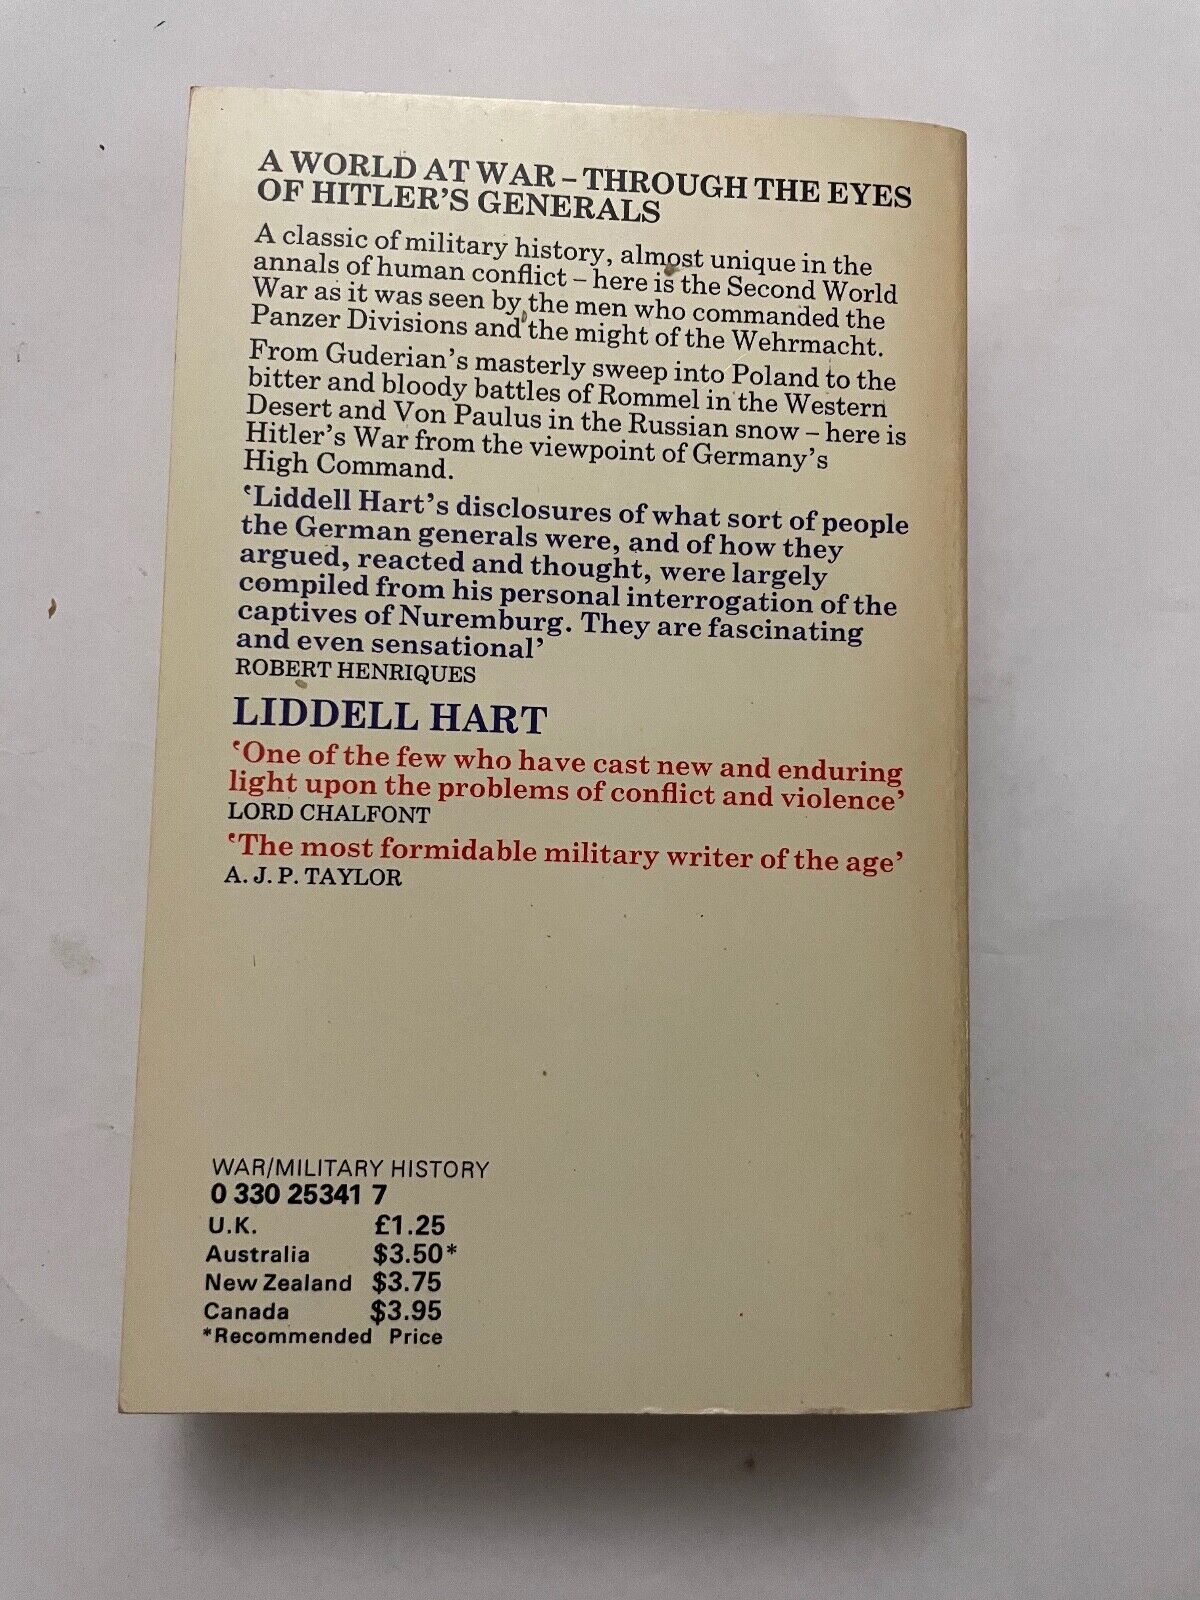 A WORLD AT WAR – THROUGH THE EYES
OF HITLER'S GENERALS
A classic of military history, almost unique in the
annals of human conflict – here is the Second World
War as it was seen by the men who commanded the
Panzer Divisions and the might of the Wehrmacht.
From Guderian's masterly sweep into Poland to the
bitter and bloody battles of Rommel in the Western
Desert and Von Paulus in the Russian snow – here is
Hitler's War from the viewpoint of Germany's
High Command.
‘Liddell Hart's disclosures of what sort of people
the German generals were, and of how they
argued, reacted and thought, were largely
compiled from his personal interrogation of the
captives of Nuremburg. They are fascinating
and even sensational’
ROBERT HENRIQUES
LIDDELL HART
‘One of the few who have cast new and enduring
light upon the problems of conflict and violence’
LORD CHALFONT
‘The most formidable military writer of the age’
A. J. P. TAYLOR
WAR/MILITARY HISTORY
0 330 25341 7
U.K. £1.25
Australia $3.50*
New Zealand $3.75
Canada $3.95
*Recommended Price